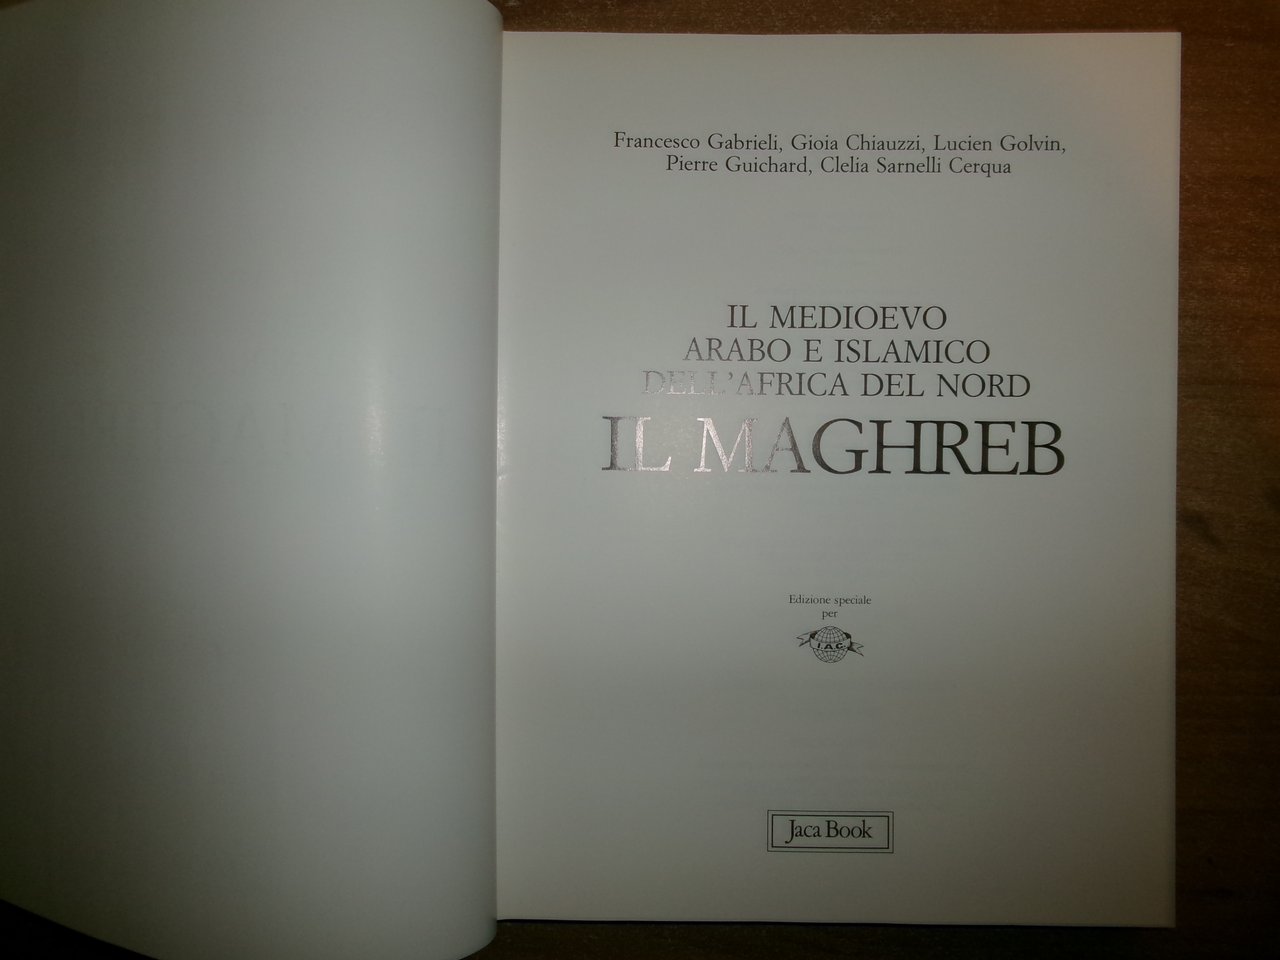 Francesco Gabrieli, Gioia Chiauzzi, Lucien Golvin,
Pierre Guichard, Clelia Sarnelli Cerqua
IL MEDIOEVO
ARABO E ISLAMICO
DELL'AFRICA DEL NORD
IL MAGHREB
Edizione speciale
per
I.A.C.
Jaca Book